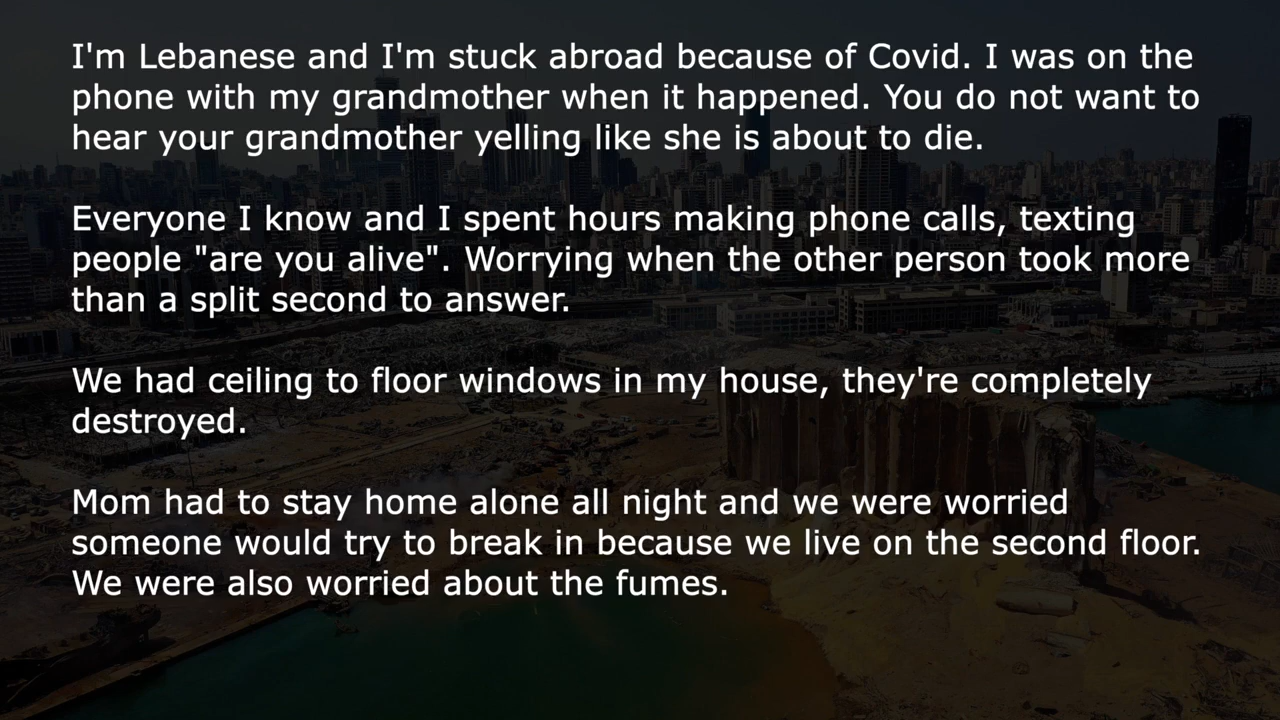 I'm Lebanese and I'm stuck abroad because of Covid. I was on the
phone with my grandmother when it happened. You do not want to
hear your grandmother yelling like she is about to die.
Everyone I know and I spent hours making phone calls, texting
people "are you alive". Worrying when the other person took more
than a split second to answer.
We had ceiling to floor windows in my house, they're completely
destroyed.
Mom had to stay home alone all night and we were worried
someone would try to break in because we live on the second floor.
We were also worried about the fumes.